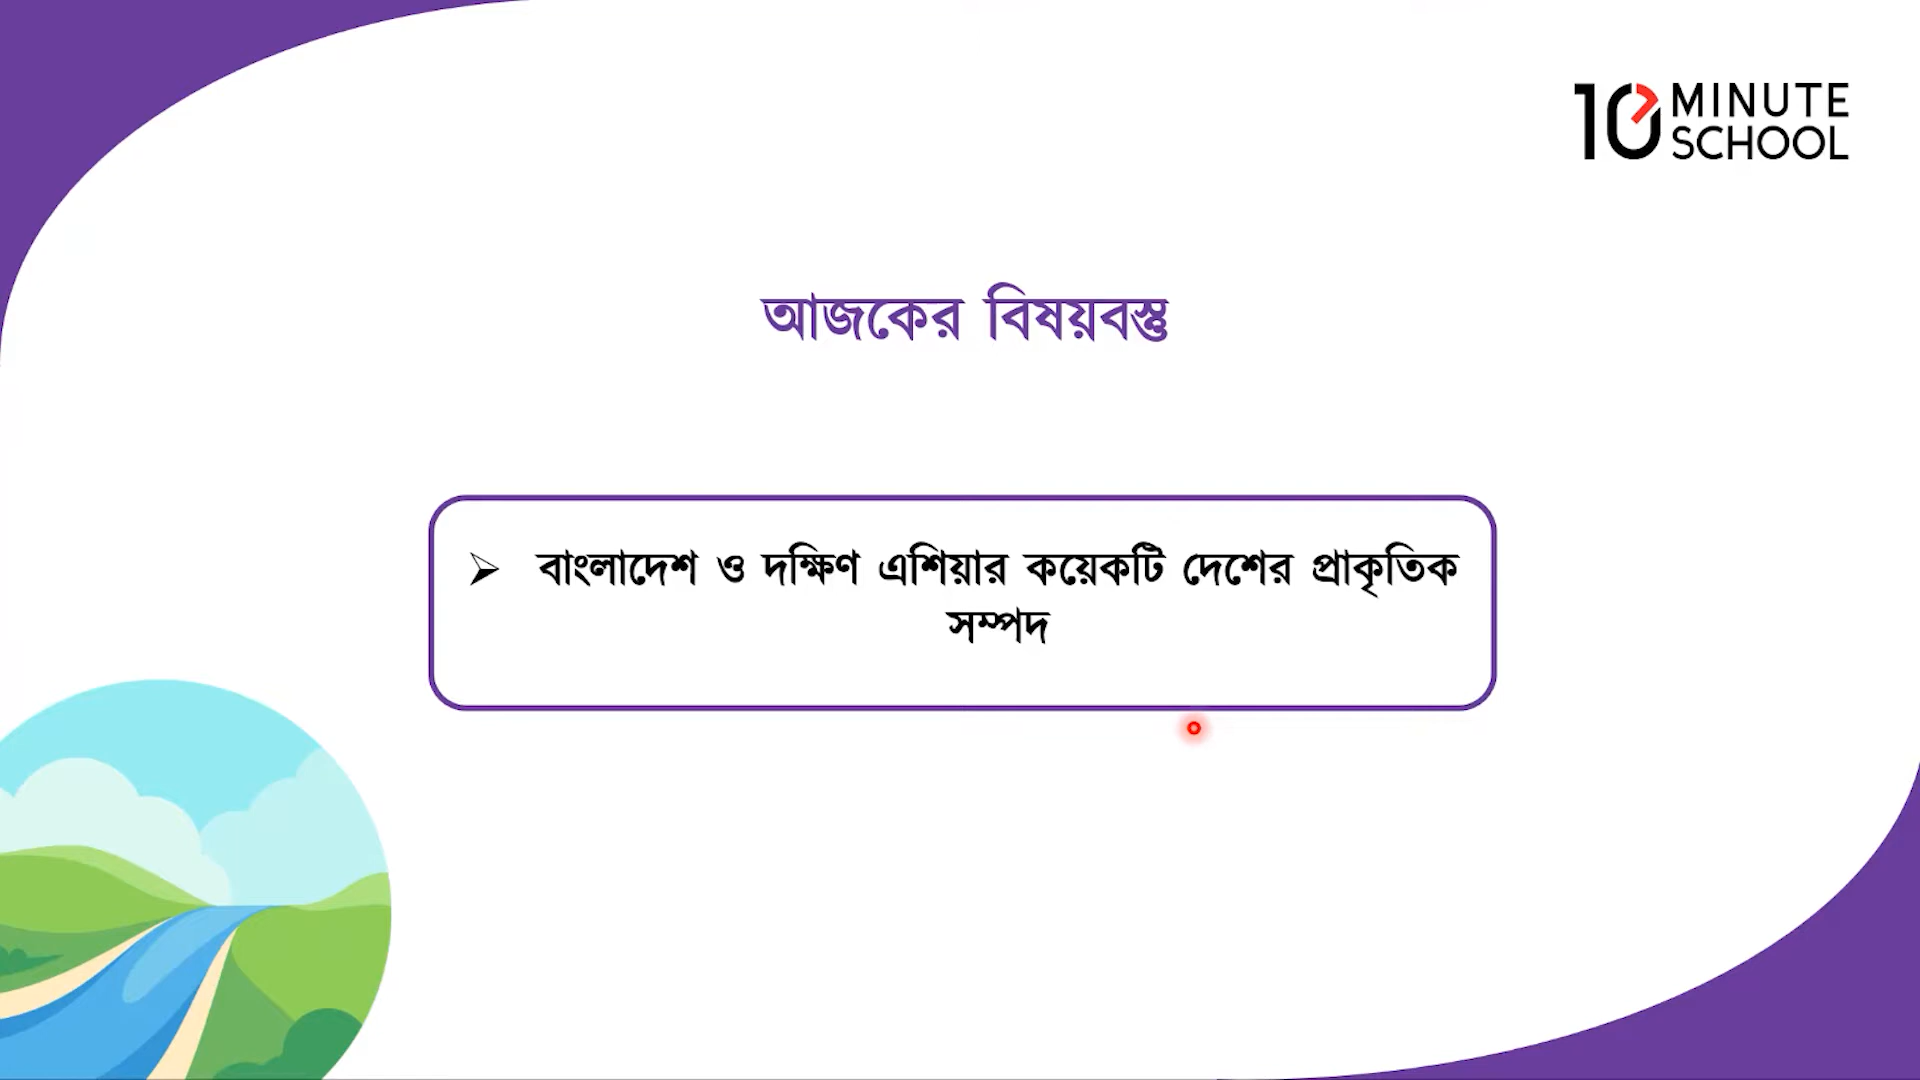 10 MINUTE
SCHOOL
আজকের বিষয়বস্তু
➢ বাংলাদেশ ও দক্ষিণ এশিয়ার কয়েকটি দেশের প্রাকৃতিক
সম্পদ